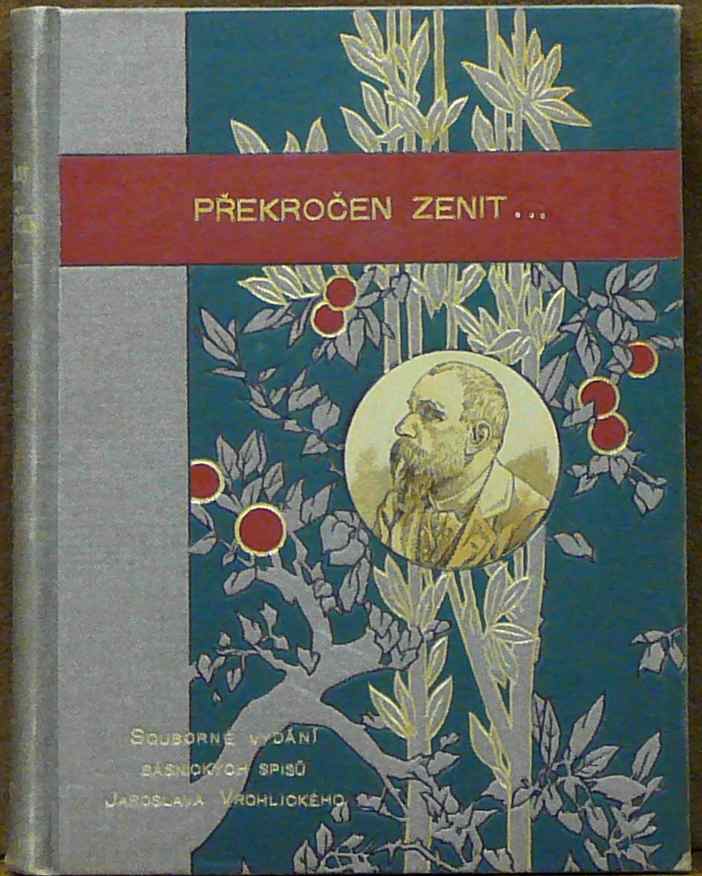 PŘEKROČEN ZENIT...
SOUBORNÉ VYDÁNÍ
BÁSNICKÝCH SPISŮ
JAROSLAVA VRCHLICKÉHO